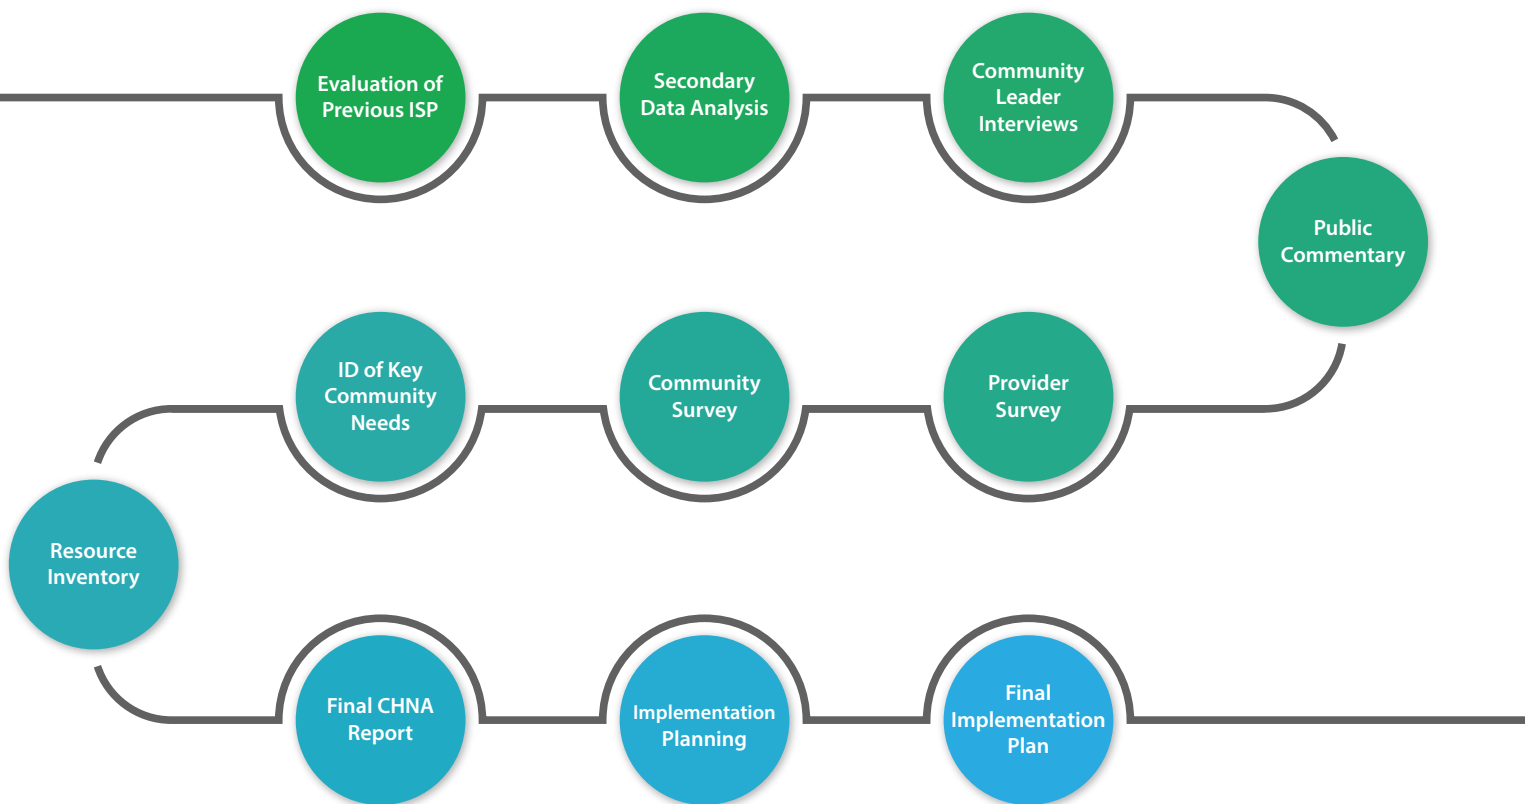 Evaluation of
Previous ISP
Secondary
Data Analysis
Community
Leader
Interviews
Public
Commentary
Provider
Survey
Community
Survey
ID of Key
Community
Needs
Resource
Inventory
Final CHNA
Report
Implementation
Planning
Final
Implementation
Plan